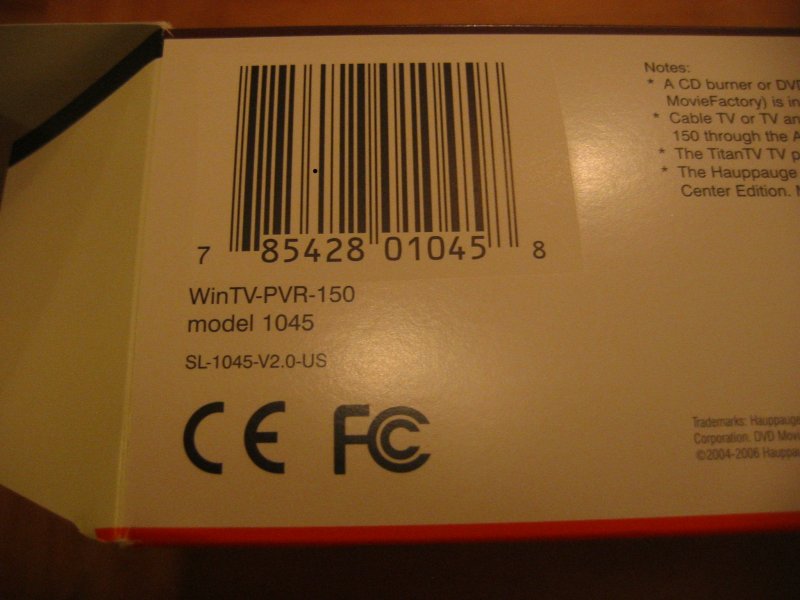 7 85428 01045 8
WinTV-PVR-150
model 1045
SL-1045-V2.0-US
CE FC
Notes:
* A CD burner or DVD
MovieFactory) is in
* Cable TV or TV an
150 through the A
* The TitanTV TV p
* The Hauppauge
Center Edition.
Trademarks: Hauppauge
Corporation. DVD Movi
©2004-2006 Hauppau